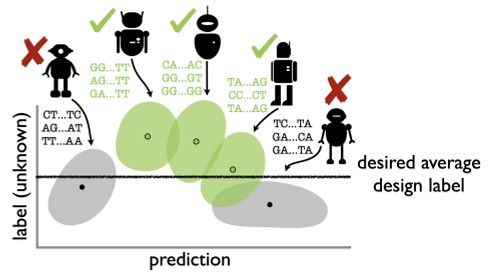 GG...TT
AG...TT
GA...TT
CA...AC
GG...GT
GG...GG
TA...AG
CC...CT
TA...AG
CT...TC
AG...AT
TT...AA
TC...TA
GA...CA
GA...TA
label (unknown)
desired average
design label
prediction